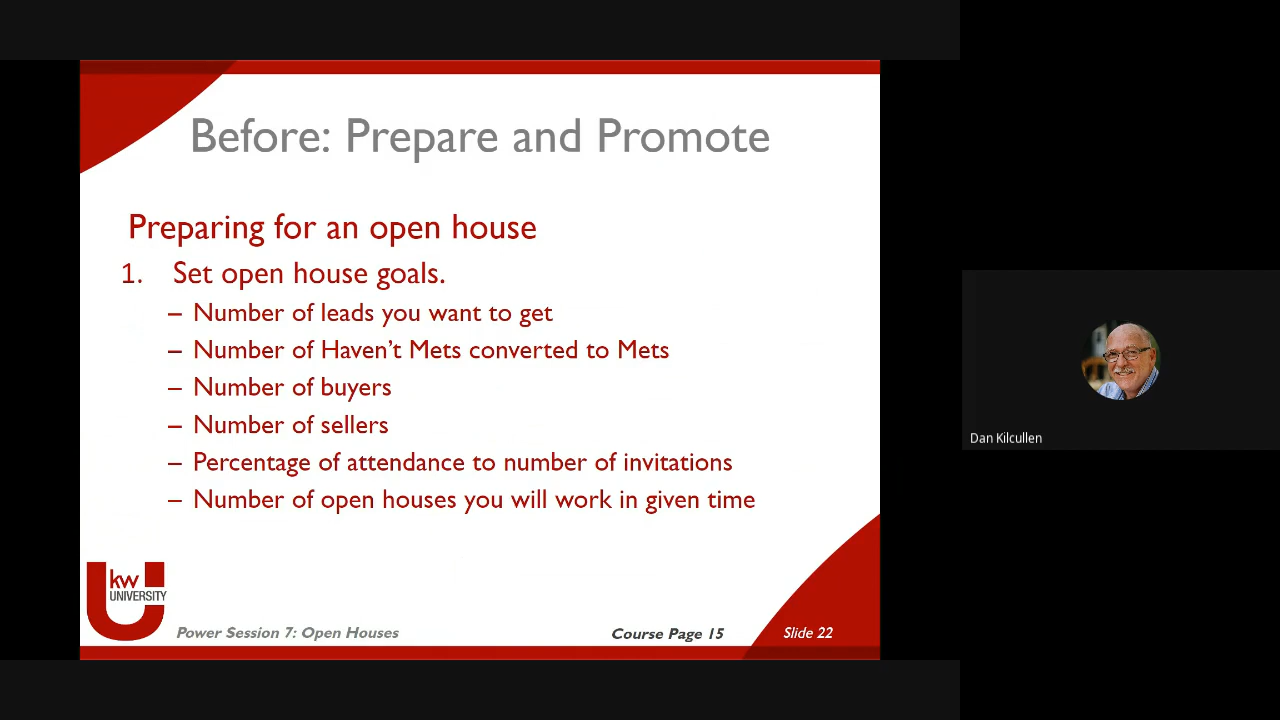 Before: Prepare and Promote
Preparing for an open house
1. Set open house goals.
– Number of leads you want to get
– Number of Haven’t Mets converted to Mets
– Number of buyers
– Number of sellers
– Percentage of attendance to number of invitations
– Number of open houses you will work in given time
Dan Kilcullen
kw
UNIVERSITY
Power Session 7: Open Houses
Course Page 15
Slide 22